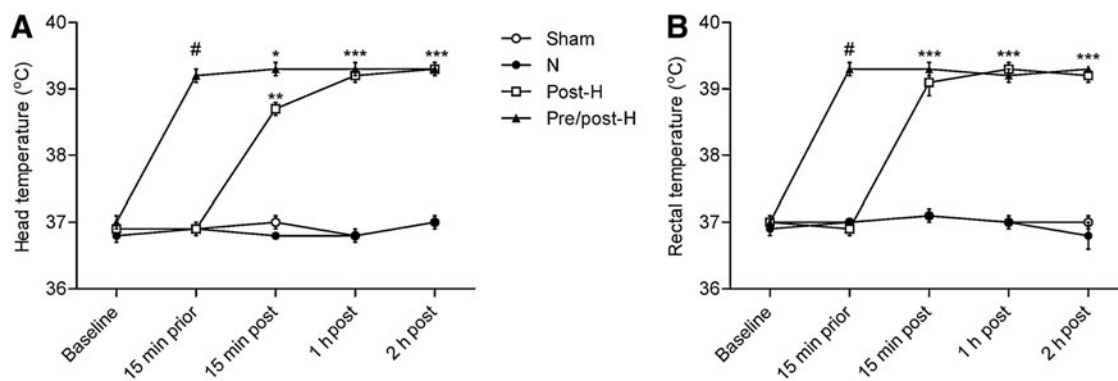 A
Head temperature (°C)
40
39
38
37
36
#
*
***
***
**
Baseline
15 min prior
15 min post
1 h post
2 h post
Sham
N
Post-H
Pre/post-H
B
Rectal temperature (°C)
40
39
38
37
36
#
***
***
***
Baseline
15 min prior
15 min post
1 h post
2 h post